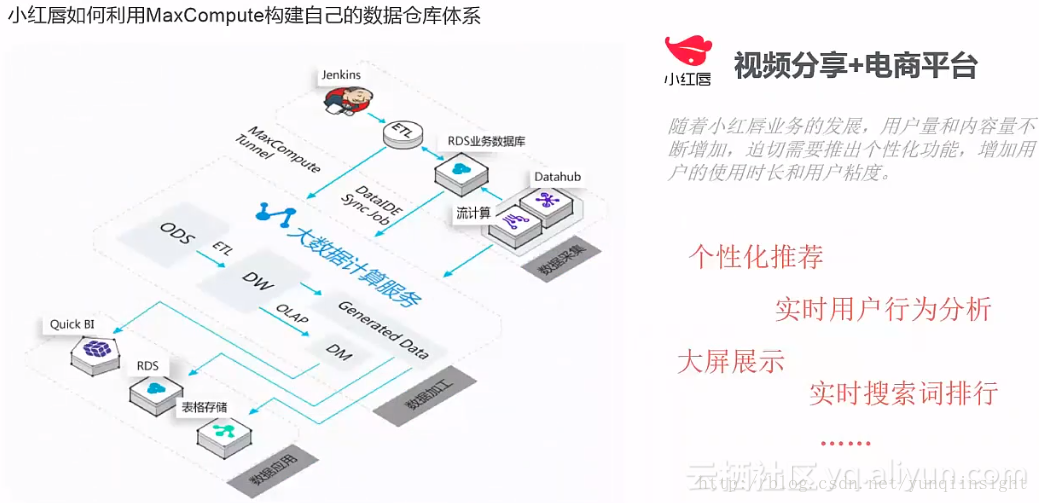 小红唇如何利用MaxCompute构建自己的数据仓库体系
小红唇
视频分享+电商平台
随着小红唇业务的发展，用户量和内容量不
断增加，迫切需要推出个性化功能，增加用
户的使用时长和用户粘度。
个性化推荐
实时用户行为分析
大屏展示
实时搜索词排行
......
Jenkins
ETL
RDS业务数据库
Datahub
流计算
数据采集
MaxCompute
Tunnel
DataIDE
Sync Job
大数据计算服务
ODS
ETL
DW
OLAP
Generated Data
DM
数据加工
Quick BI
RDS
表格存储
数据应用
云栖社区 yq.aliyun.com
http://blog.csdn.net/yunqiinsight